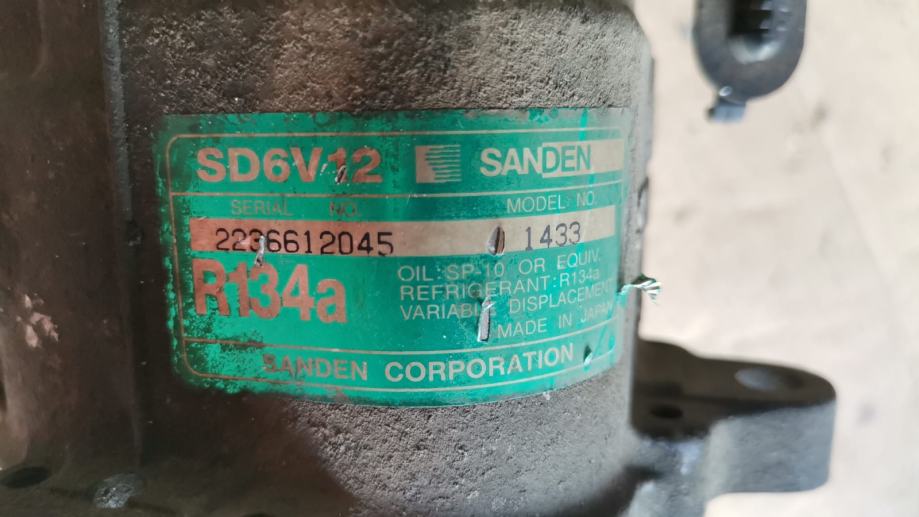 SD6V12 SANDEN
SERIAL NO. MODEL NO.
2236612045 1433
R134a
OIL:SP-10 OR EQUIV.
REFRIGERANT:R134a
VARIABLE DISPLACEMENT
MADE IN JAPAN
SANDEN CORPORATION